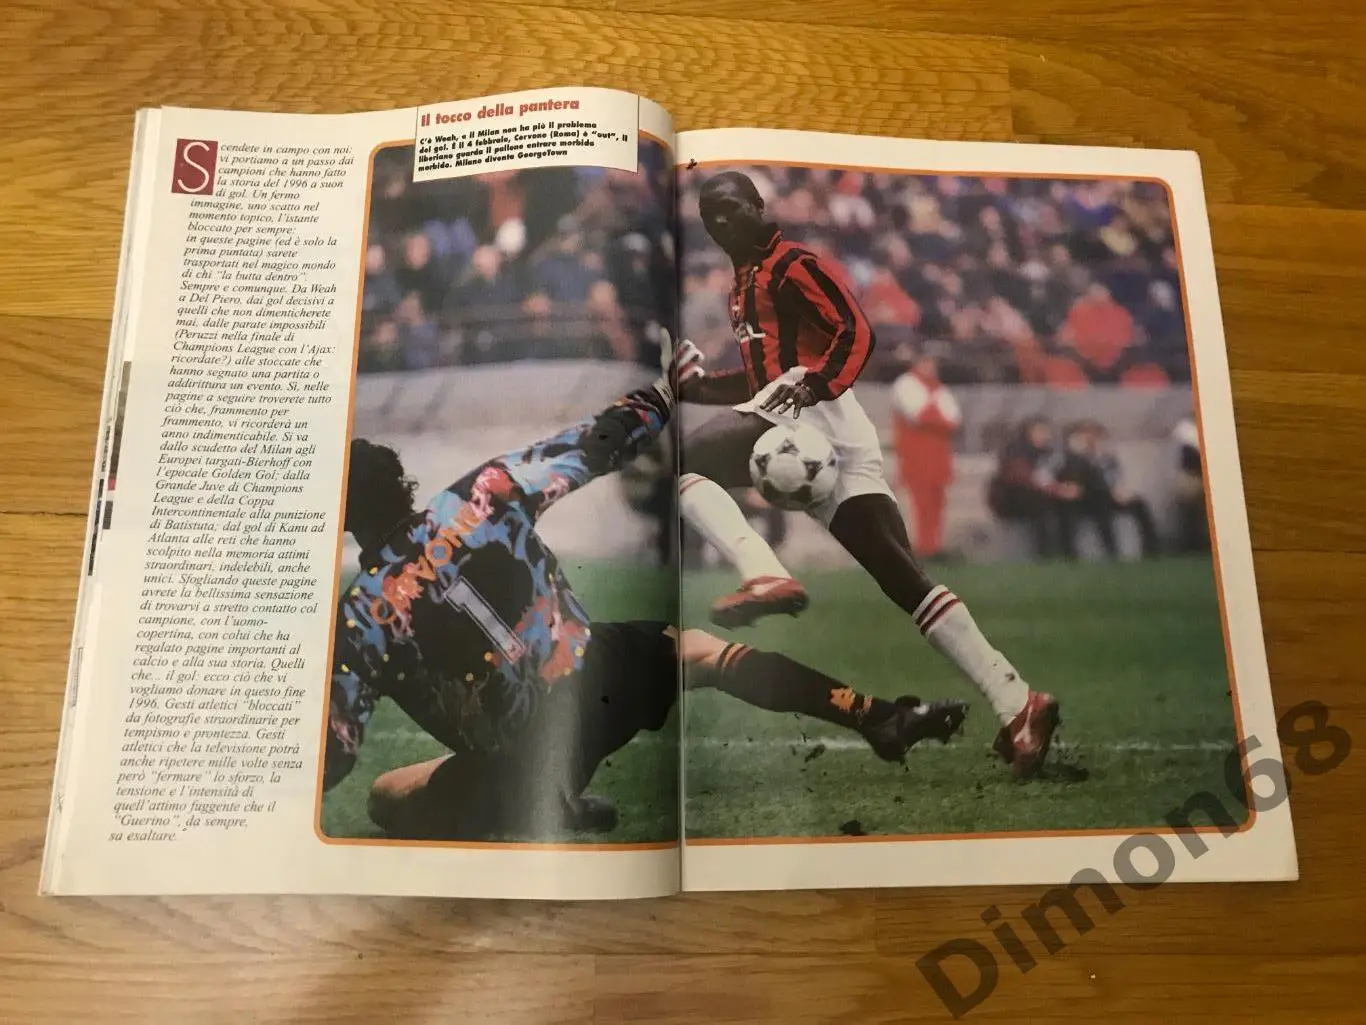 Il tocco della pantera
C'è Weah, e il Milan non ha più il problema
del gol. È il 4 febbraio, Cervone (Roma) è "out", il
liberiano guarda il pallone entrare morbido
morbido. Milano diventa GeorgeTown
Scendete in campo con noi:
vi portiamo a un passo dai
campioni che hanno fatto
la storia del 1996 a suon
di gol. Un fermo
immagine, uno scatto nel
momento topico, l'istante
bloccato per sempre:
in queste pagine (ed è solo la
prima puntata) sarete
trasportati nel magico mondo
di chi "la butta dentro".
Sempre e comunque. Da Weah
a Del Piero, dai gol decisivi a
quelli che non dimenticherete
mai, dalle parate impossibili
(Peruzzi nella finale di
Champions League con l'Ajax:
ricordate?) alle stoccate che
hanno segnato una partita o
addirittura un evento. Sì, nelle
pagine a seguire troverete tutto
ciò che, frammento per
frammento, vi ricorderà un
anno indimenticabile. Si va
dallo scudetto del Milan agli
Europei targati-Bierhoff con
l'epocale Golden Gol; dalla
Grande Juve di Champions
League e della Coppa
Intercontinentale alla punizione
di Batistuta; dal gol di Kanu ad
Atlanta alle reti che hanno
scolpito nella memoria attimi
straordinari, indelebili, anche
unici. Sfogliando queste pagine
avrete la bellissima sensazione
di trovarvi a stretto contatto col
campione, con l'uomo-
copertina, con colui che ha
regalato pagine importanti al
calcio e alla sua storia. Quelli
che... il gol: ecco ciò che vi
vogliamo donare in questo fine
1996. Gesti atletici "bloccati"
da fotografie straordinarie per
tempismo e prontezza. Gesti
atletici che la televisione potrà
anche ripetere mille volte senza
però "fermare" lo sforzo, la
tensione e l'intensità di
quell'attimo fuggente che il
"Guerino", da sempre,
sa esaltare.
CERVONE
1
Dimon68